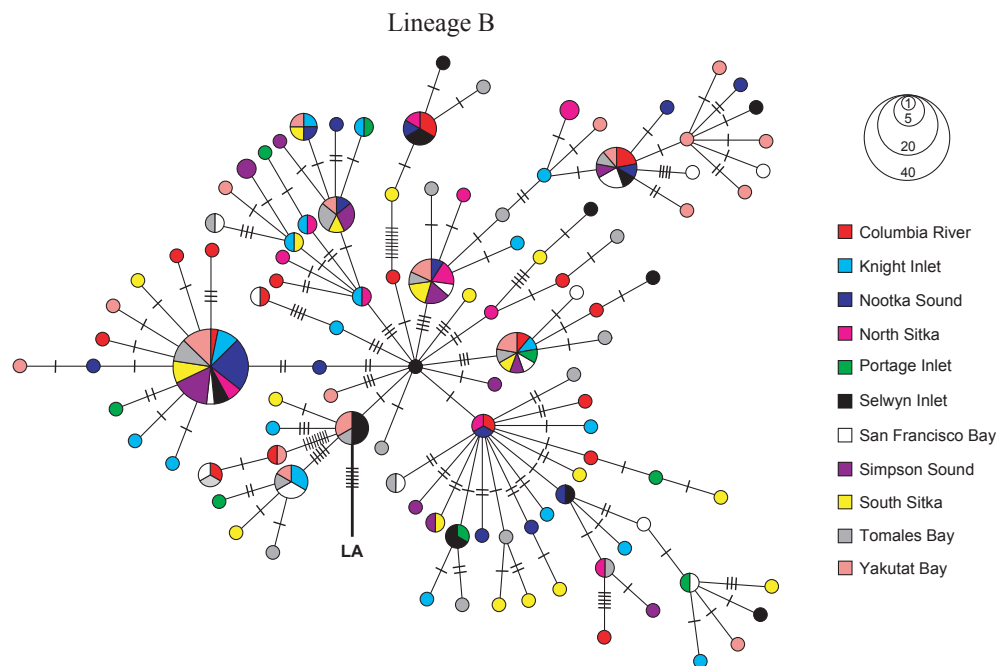 Lineage B
1
5
20
40
Columbia River
Knight Inlet
Nootka Sound
North Sitka
Portage Inlet
Selwyn Inlet
San Francisco Bay
Simpson Sound
South Sitka
Tomales Bay
Yakutat Bay
LA